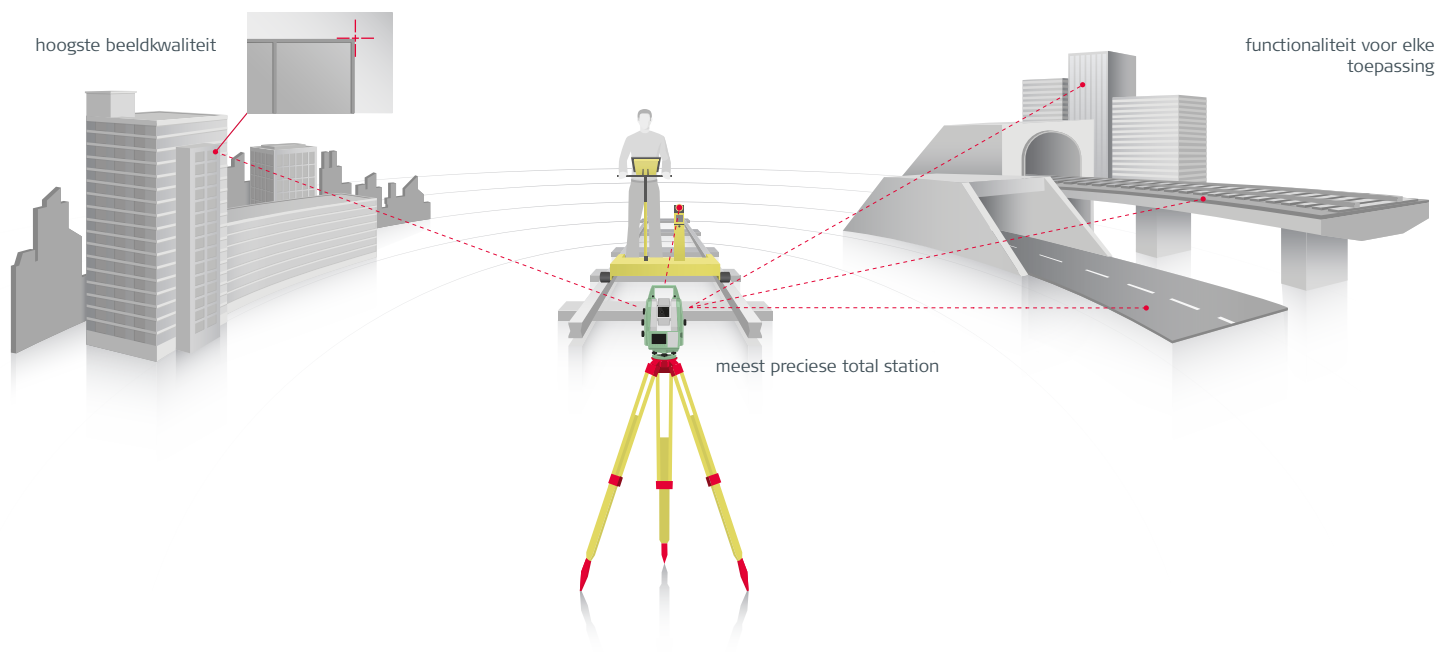 hoogste beeldkwaliteit
functionaliteit voor elke
toepassing
meest preciese total station